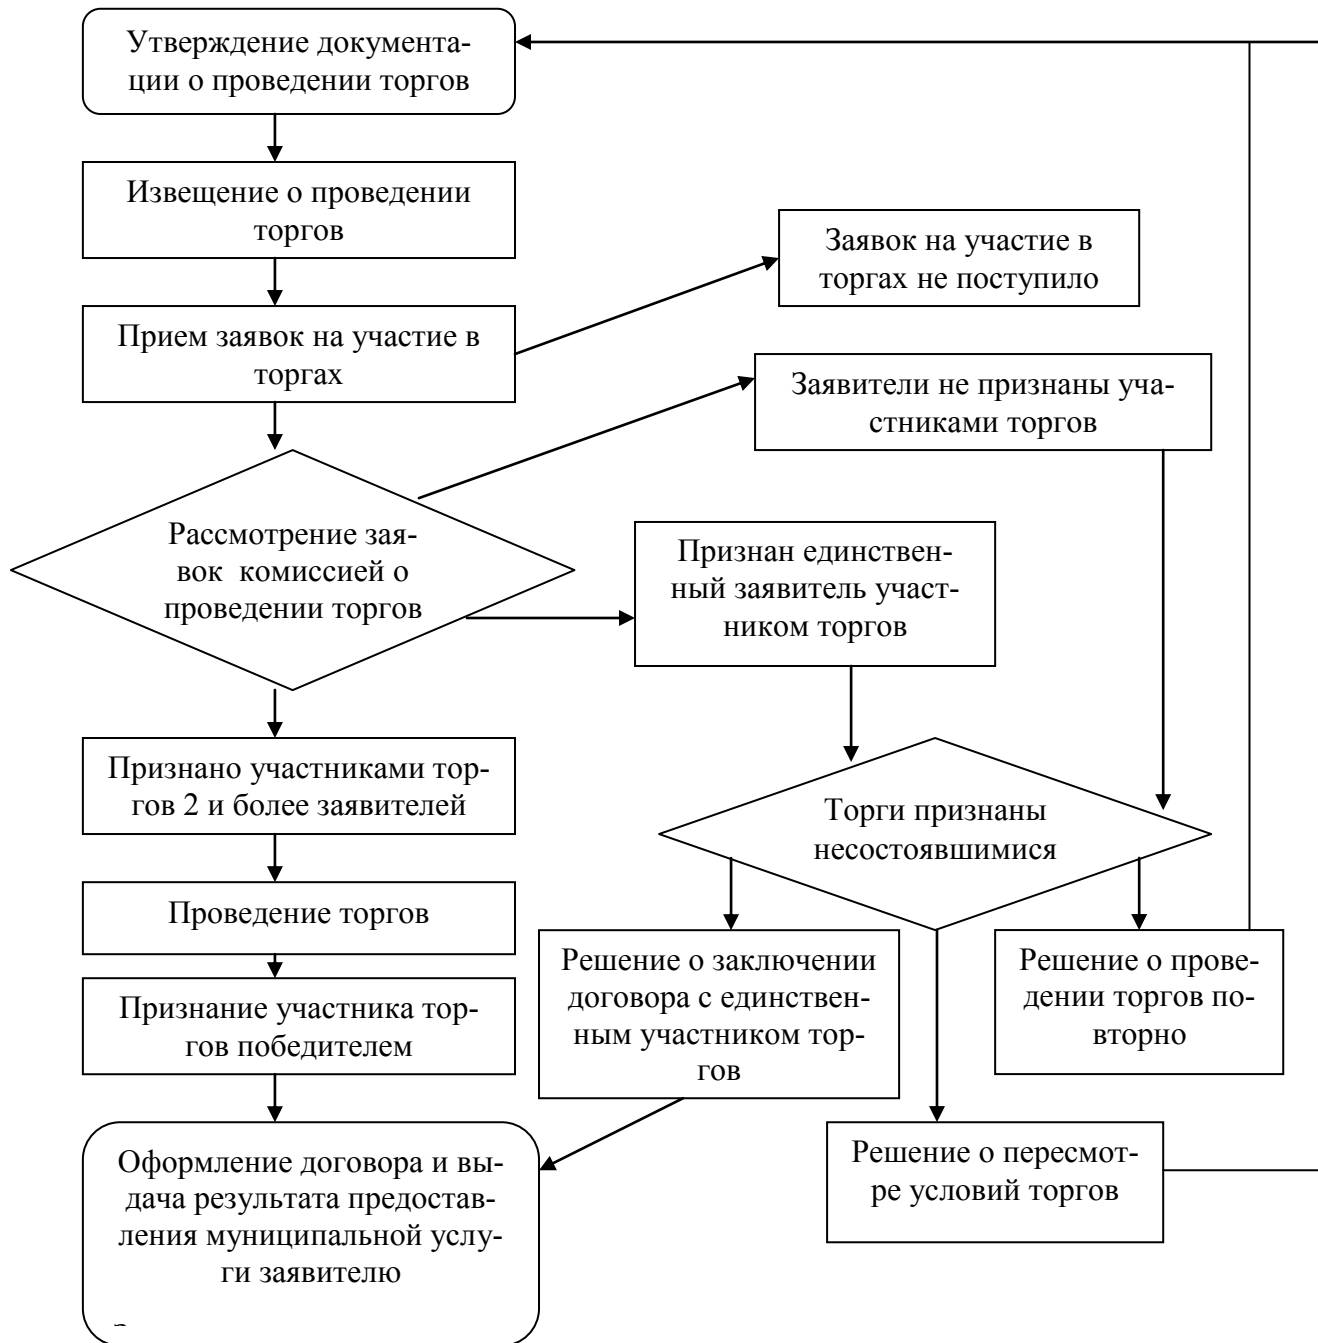 Утверждение документа-
ции о проведении торгов
Извещение о проведении
торгов
Заявок на участие в
торгах не поступило
Прием заявок на участие в
торгах
Заявители не признаны уча-
стниками торгов
Рассмотрение зая-
вок комиссией о
проведении торгов
Признан единствен-
ный заявитель участ-
ником торгов
Признано участниками тор-
гов 2 и более заявителей
Торги признаны
несостоявшимися
Проведение торгов
Решение о заключении
договора с единствен-
ным участником тор-
гов
Решение о прове-
дении торгов по-
вторно
Признание участника тор-
гов победителем
Оформление договора и вы-
дача результата предостав-
ления муниципальной услу-
ги заявителю
Решение о пересмот-
ре условий торгов